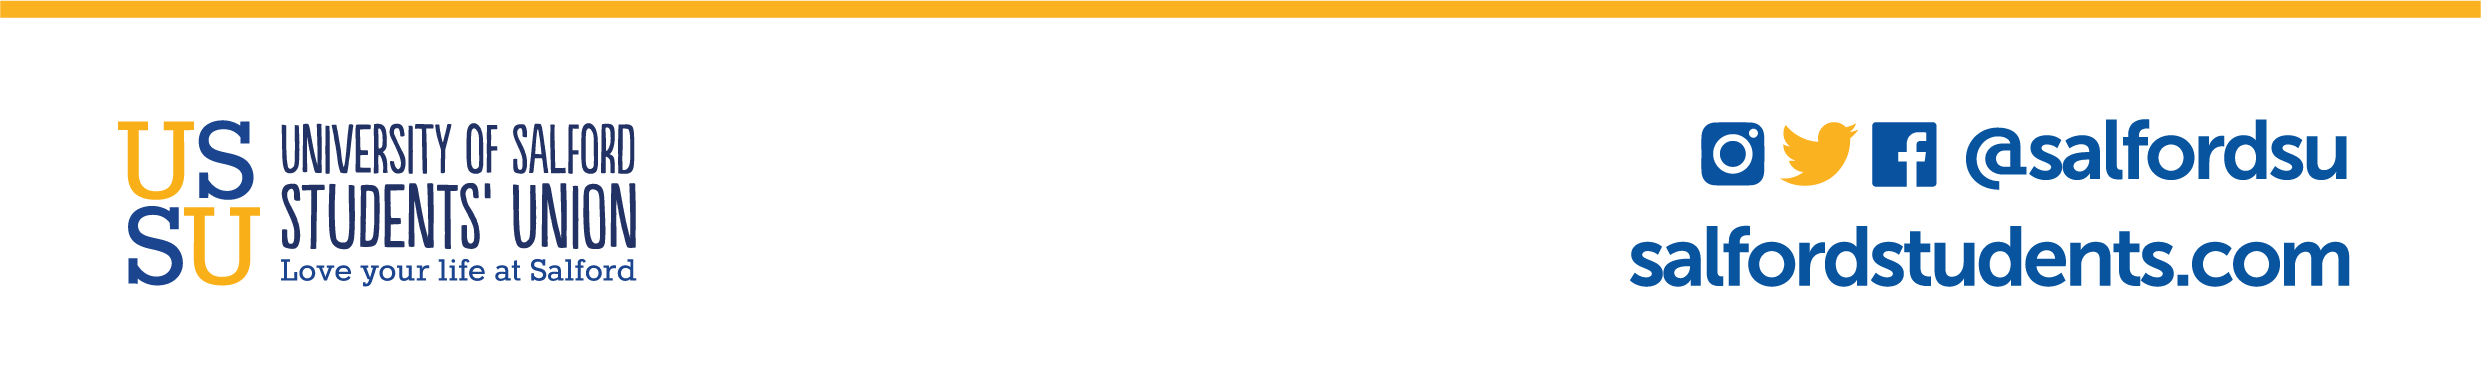 US
SU
UNIVERSITY OF SALFORD
STUDENTS' UNION
Love your life at Salford
@salfordsu
salfordstudents.com